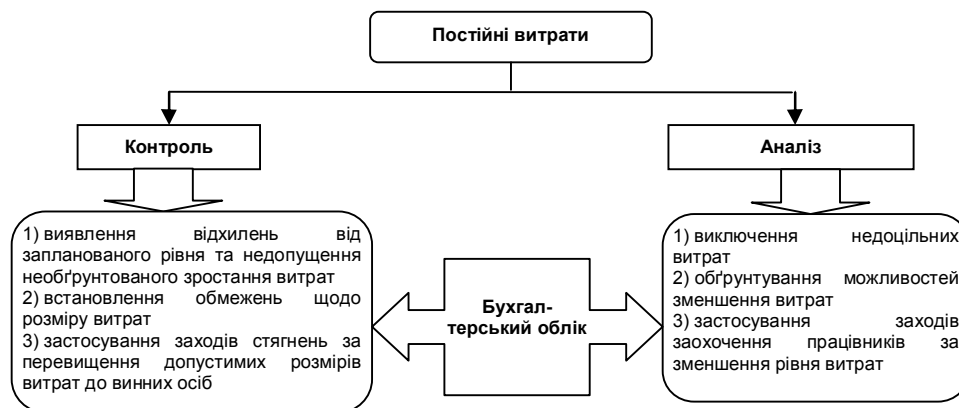 Постійні витрати
Контроль
Аналіз
1) виявлення відхилень від
запланованого рівня та недопущення
необґрунтованого зростання витрат
2) встановлення обмежень щодо
розміру витрат
3) застосування заходів стягнень за
перевищення допустимих розмірів
витрат до винних осіб
Бухгал-
терський облік
1) виключення недоцільних
витрат
2) обґрунтування можливостей
зменшення витрат
3) застосування заходів
заохочення працівників за
зменшення рівня витрат